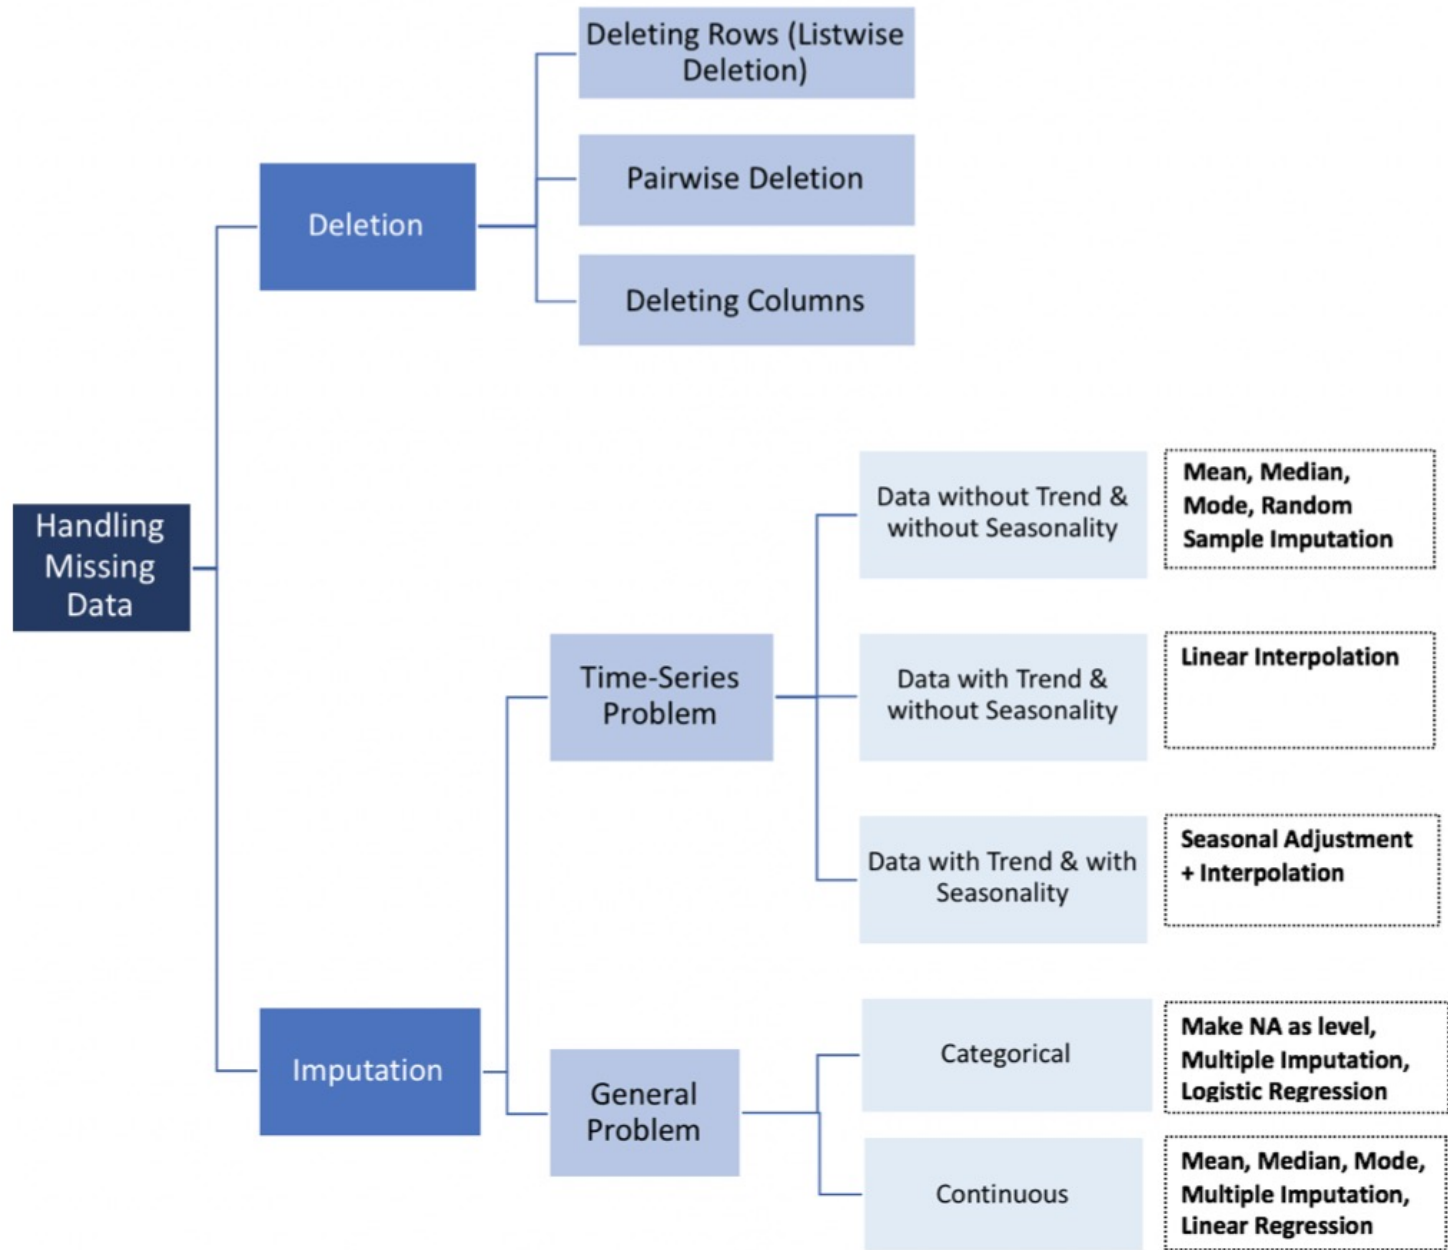 Deleting Rows (Listwise
Deletion)
Pairwise Deletion
Deletion
Deleting Columns
Handling
Missing
Data
Data without Trend &
without Seasonality
Mean, Median,
Mode, Random
Sample Imputation
Time-Series
Problem
Data with Trend &
without Seasonality
Linear Interpolation
Data with Trend & with
Seasonality
Seasonal Adjustment
+ Interpolation
Imputation
General
Problem
Categorical
Make NA as level,
Multiple Imputation,
Logistic Regression
Continuous
Mean, Median, Mode,
Multiple Imputation,
Linear Regression